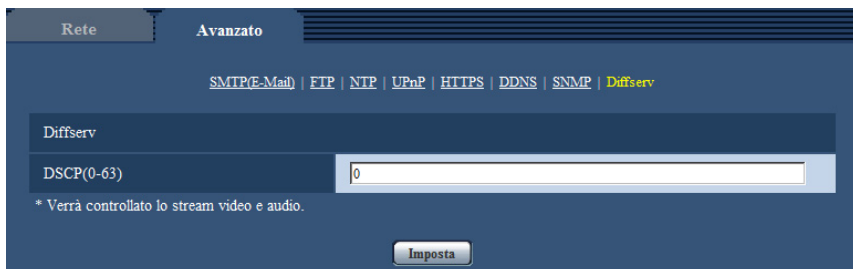 Rete Avanzato
SMTP(E-Mail) | FTP | NTP | UPnP | HTTPS | DDNS | SNMP | Diffserv
Diffserv
DSCP(0-63) 0
* Verrà controllato lo stream video e audio.
Imposta